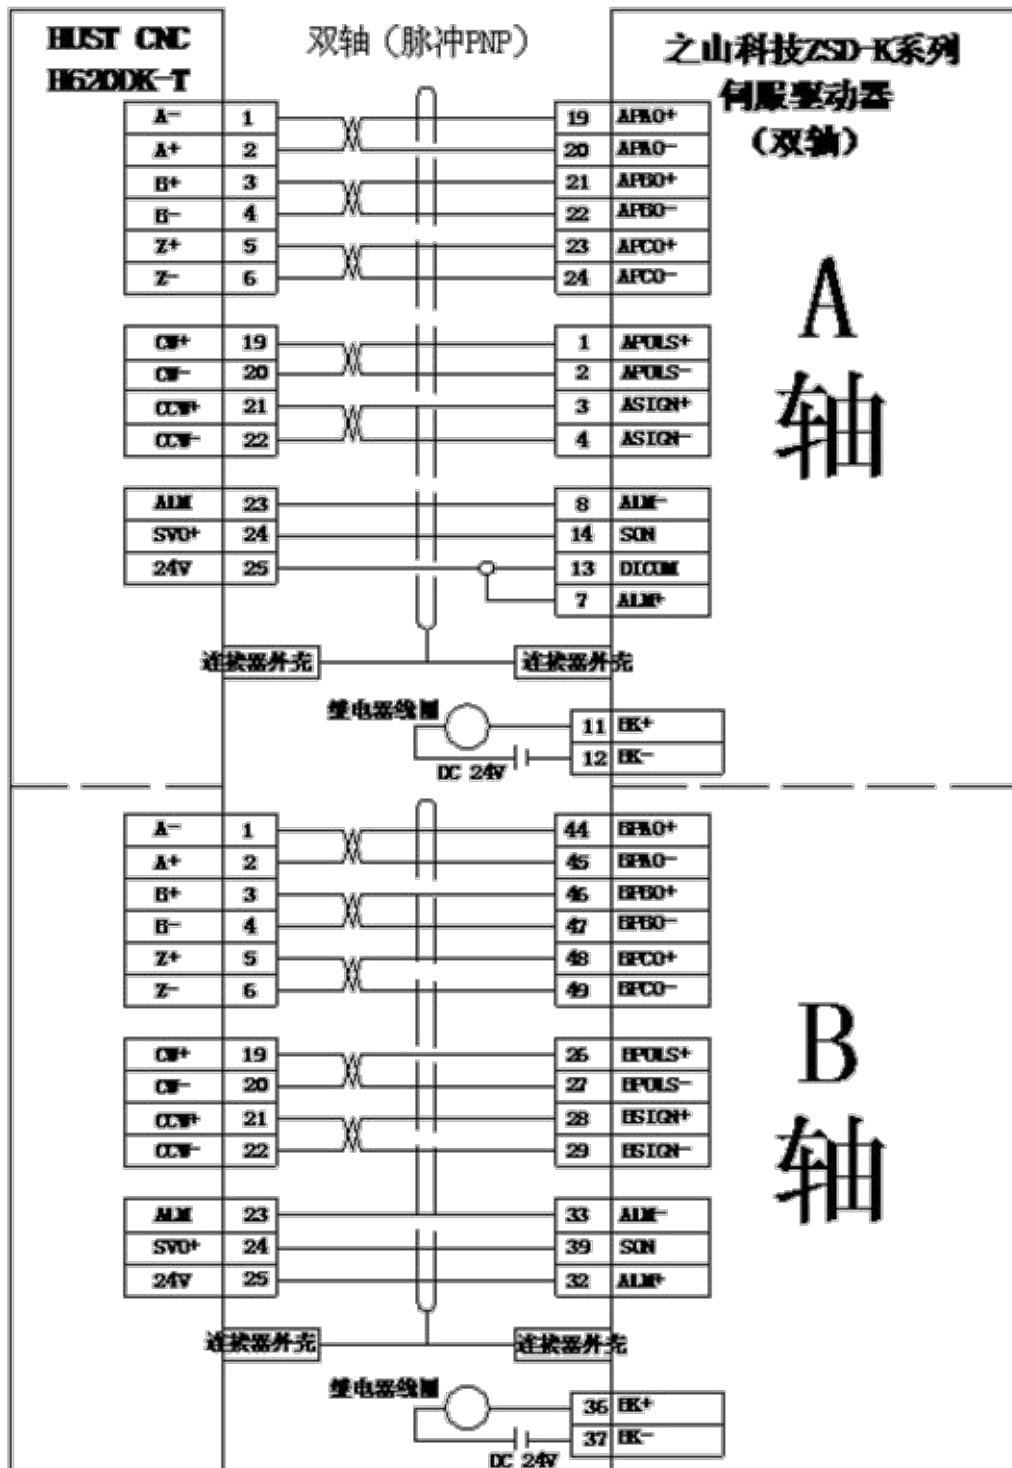 HUST CNC
H620DK-T
双轴（脉冲PNP）
之山科技ZSD-K系列
伺服驱动器
（双轴）
A- 1 19 APAO+
A+ 2 20 APAO-
B+ 3 21 APBO+
B- 4 22 APBO-
Z+ 5 23 APCO+
Z- 6 24 APCO-
A
轴
CW+ 19 1 APULS+
CW- 20 2 APULS-
CCW+ 21 3 ASIGN+
CCW- 22 4 ASIGN-
ALM 23 8 ALM-
SVO+ 24 14 SON
24V 25 13 DICOM
7 ALM+
连接器外壳 连接器外壳
继电器线圈
11 BK+
12 BK-
DC 24V
A- 1 44 BPAO+
A+ 2 45 BPAO-
B+ 3 46 BPBO+
B- 4 47 BPBO-
Z+ 5 48 BPCO+
Z- 6 49 BPCO-
B
轴
CW+ 19 26 BPULS+
CW- 20 27 BPULS-
CCW+ 21 28 BSIGN+
CCW- 22 29 BSIGN-
ALM 23 33 ALM-
SVO+ 24 39 SON
24V 25 32 ALM+
连接器外壳 连接器外壳
继电器线圈
36 BK+
37 BK-
DC 24V